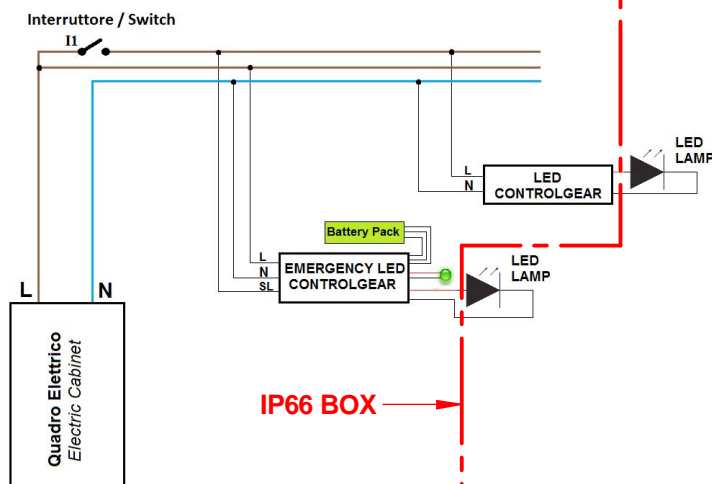 Interruttore / Switch
I1
LED
LAMP
L
N
LED
CONTROLGEAR
Battery Pack
L
N
SL
EMERGENCY LED
CONTROLGEAR
LED
LAMP
L
N
Quadro Elettrico
Electric Cabinet
IP66 BOX